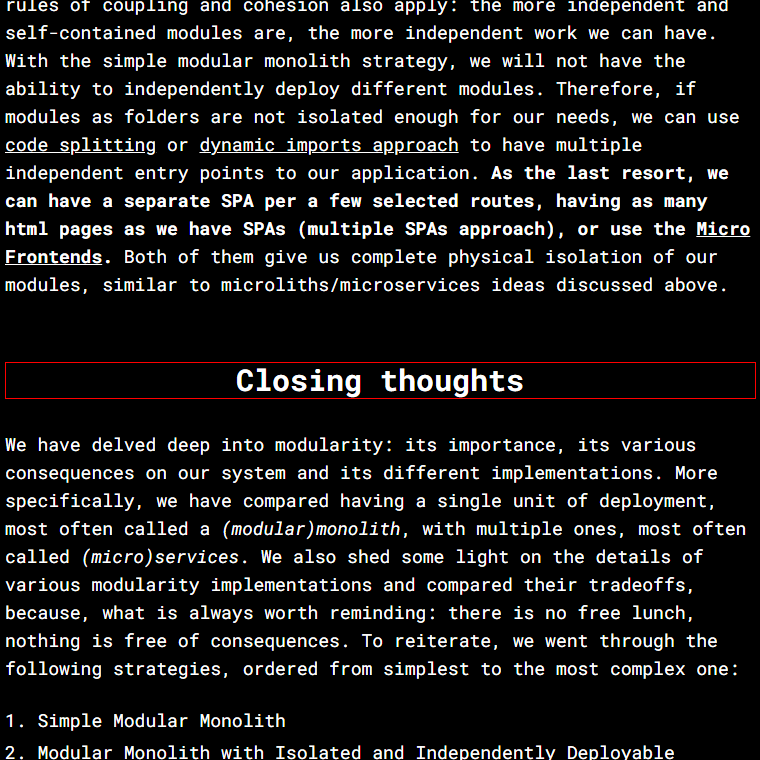 rules of coupling and cohesion also apply: the more independent and
self-contained modules are, the more independent work we can have.
With the simple modular monolith strategy, we will not have the
ability to independently deploy different modules. Therefore, if
modules as folders are not isolated enough for our needs, we can use
code splitting or dynamic imports approach to have multiple
independent entry points to our application. As the last resort, we
can have a separate SPA per a few selected routes, having as many
html pages as we have SPAs (multiple SPAs approach), or use the Micro
Frontends. Both of them give us complete physical isolation of our
modules, similar to microliths/microservices ideas discussed above.
Closing thoughts
We have delved deep into modularity: its importance, its various
consequences on our system and its different implementations. More
specifically, we have compared having a single unit of deployment,
most often called a (modular)monolith, with multiple ones, most often
called (micro)services. We also shed some light on the details of
various modularity implementations and compared their tradeoffs,
because, what is always worth reminding: there is no free lunch,
nothing is free of consequences. To reiterate, we went through the
following strategies, ordered from simplest to the most complex one:
1. Simple Modular Monolith
2. Modular Monolith with Isolated and Independently Deployable